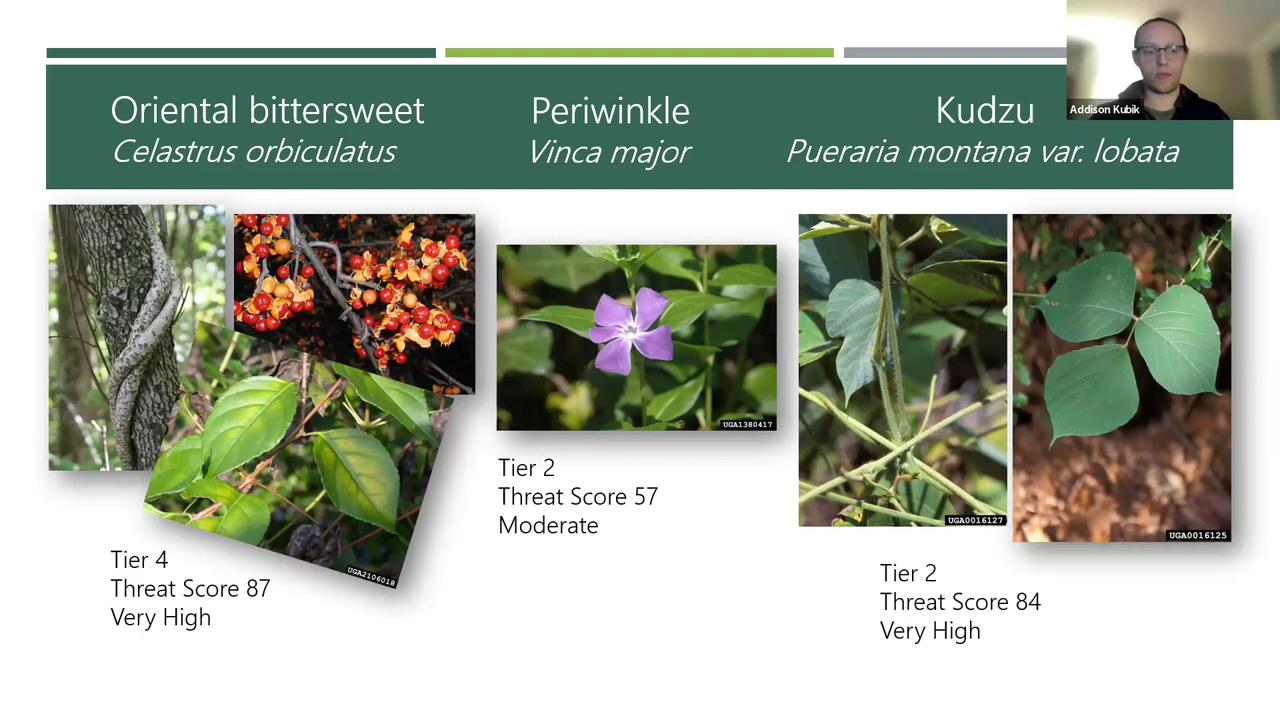 Addison Kubik
Oriental bittersweet
Celastrus orbiculatus
Periwinkle
Vinca major
Kudzu
Pueraria montana var. lobata
UGA2106018
Tier 4
Threat Score 87
Very High
UGA1380417
Tier 2
Threat Score 57
Moderate
UGA0016127
UGA0016125
Tier 2
Threat Score 84
Very High